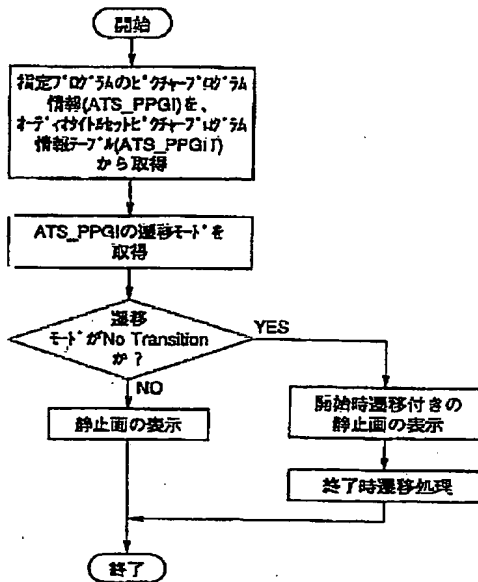 開始
指定プログラムのピクチャープログラム
情報(ATS_PPGI)を、
オーディオタイトルセットピクチャープログラム
情報テーブル(ATS_PPGIT)
から取得
ATS_PPGIの遷移モードを
取得
遷移
モードがNo Transition
か？
YES
NO
静止画の表示
開始時遷移付きの
静止画の表示
終了時遷移処理
終了